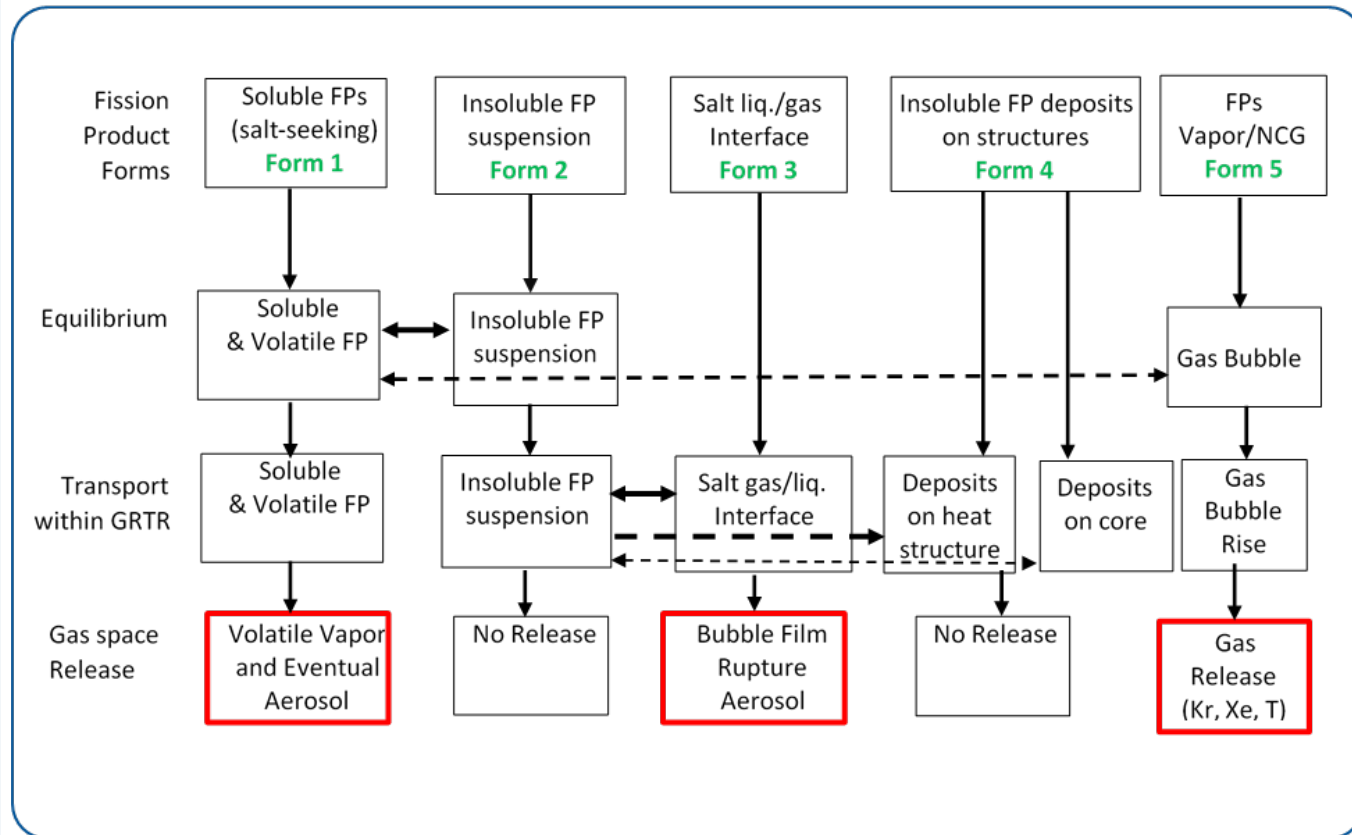 Fission
Product
Forms
Soluble FPs
(salt-seeking)
Form 1
Insoluble FP
suspension
Form 2
Salt liq./gas
Interface
Form 3
Insoluble FP deposits
on structures
Form 4
FPs
Vapor/NCG
Form 5
Equilibrium
Soluble
& Volatile FP
Insoluble FP
suspension
Gas Bubble
Transport
within GRTR
Soluble
& Volatile FP
Insoluble FP
suspension
Salt gas/liq.
Interface
Deposits
on heat
structure
Deposits
on core
Gas
Bubble
Rise
Gas space
Release
Volatile Vapor
and Eventual
Aerosol
No Release
Bubble Film
Rupture
Aerosol
No Release
Gas
Release
(Kr, Xe, T)